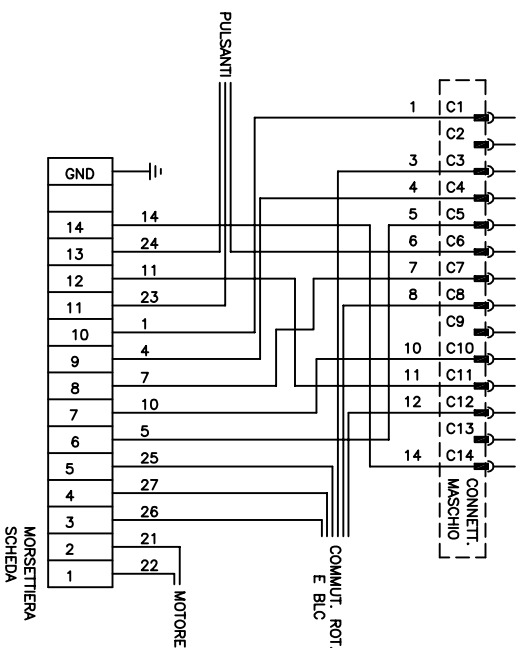 PULSANTI
1 C1
C2
3 C3
4 C4
5 C5
6 C6
7 C7
8 C8
C9
10 C10
11 C11
12 C12
C13
14 C14
CONNETT.
MASCHIO
GND
14 14
13 24
12 11
11 23
10 1
9 4
8 7
7 10
6 5
5 25
4 27
3 26
2 21
1 22
COMMUT. ROT.
E BLC
MOTORE
MORSETTIERA
SCHEDA